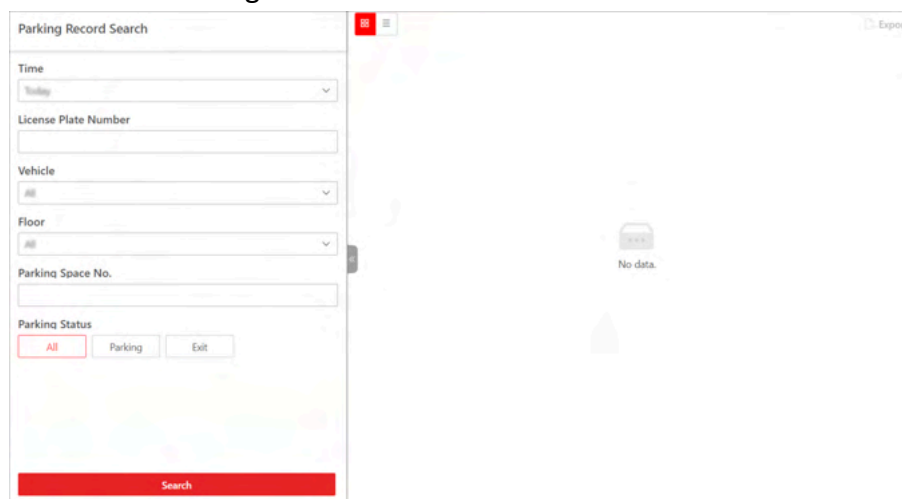 Parking Record Search
Time
Today
License Plate Number
Vehicle
All
Floor
All
Parking Space No.
Parking Status
All
Parking
Exit
Search
Expo
No data.